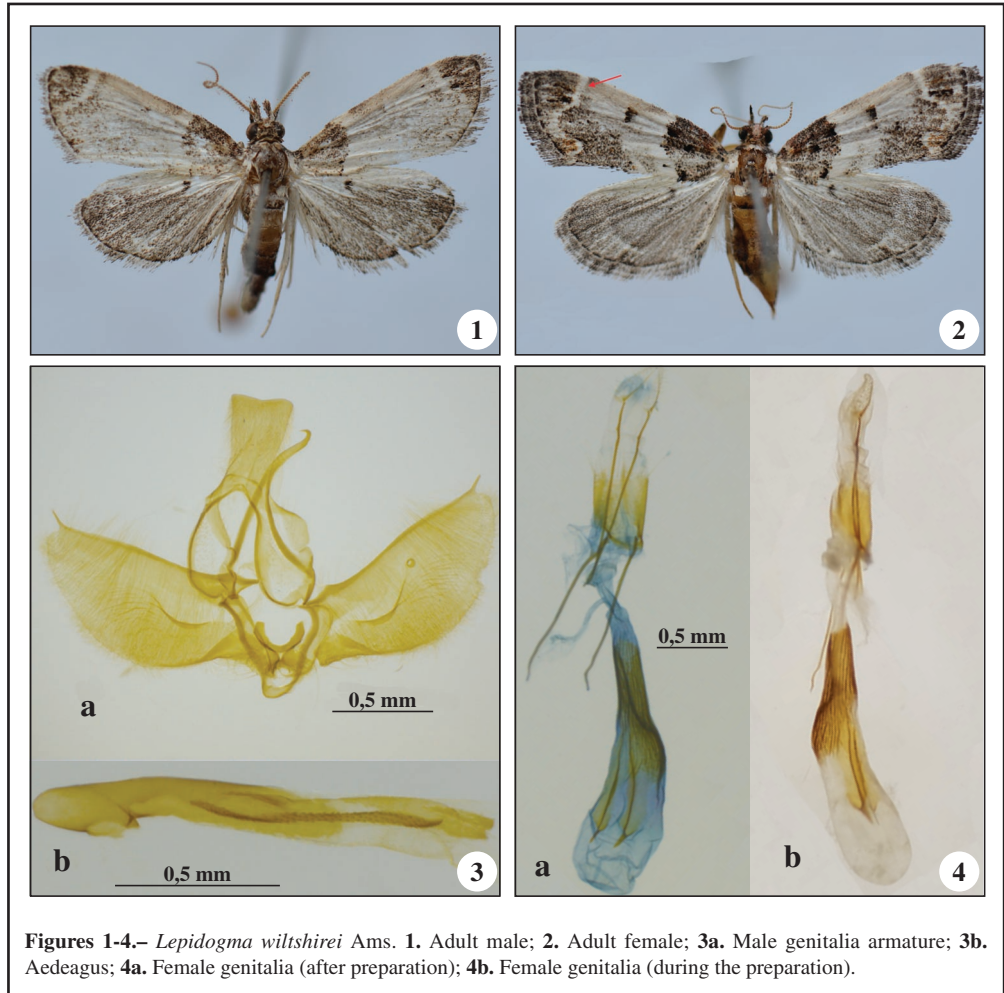 1
2
a
0,5 mm
b
0,5 mm
3
0,5 mm
a
b
4
Figures 1-4.– Lepidogma wiltshirei Ams. 1. Adult male; 2. Adult female; 3a. Male genitalia armature; 3b.
Aedeagus; 4a. Female genitalia (after preparation); 4b. Female genitalia (during the preparation).